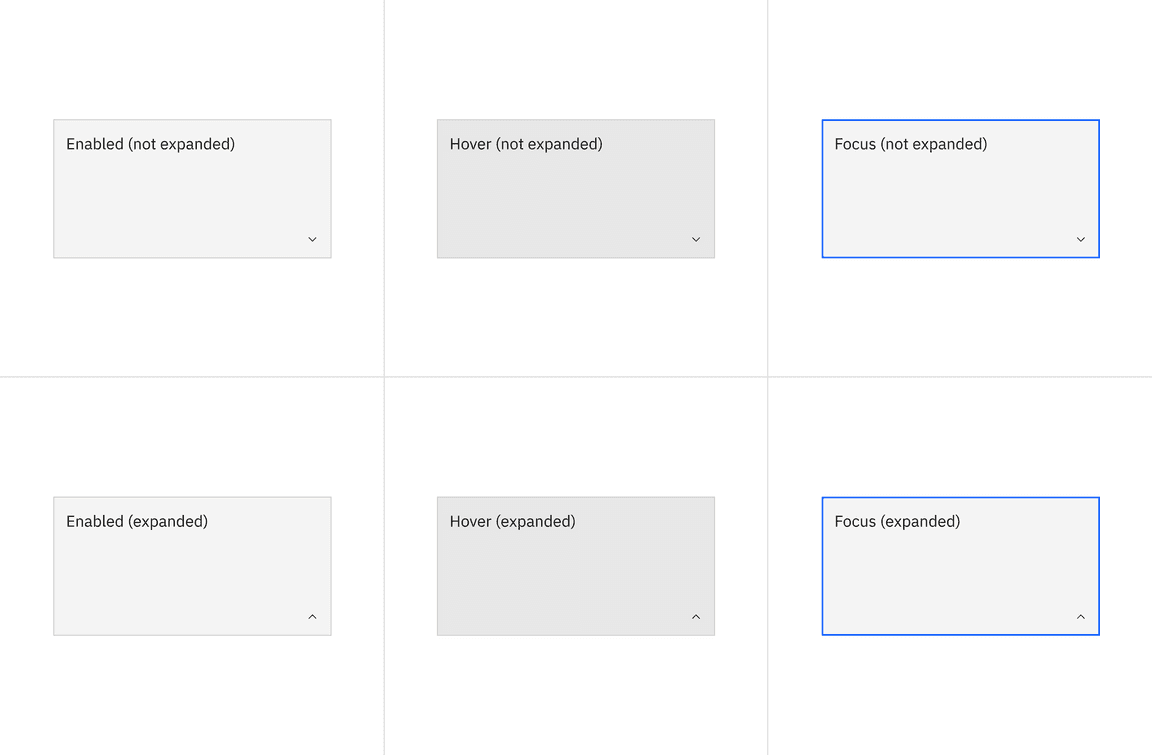 Enabled (not expanded)
Hover (not expanded)
Focus (not expanded)
Enabled (expanded)
Hover (expanded)
Focus (expanded)